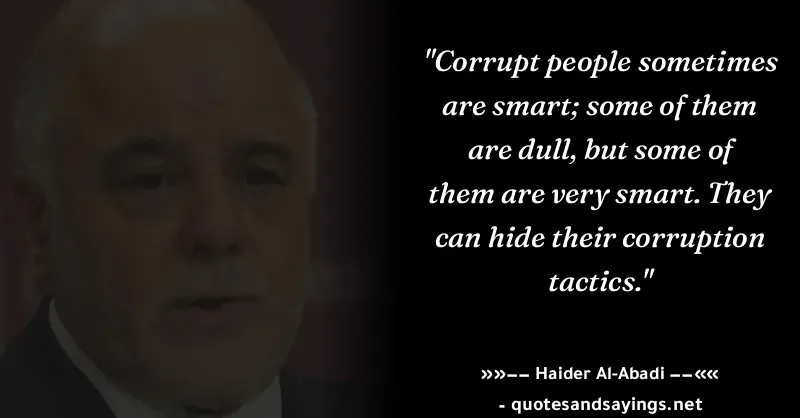 "Corrupt people sometimes
are smart; some of them
are dull, but some of
them are very smart. They
can hide their corruption
tactics."
»»−− Haider Al-Abadi −−««
- quotesandsayings.net